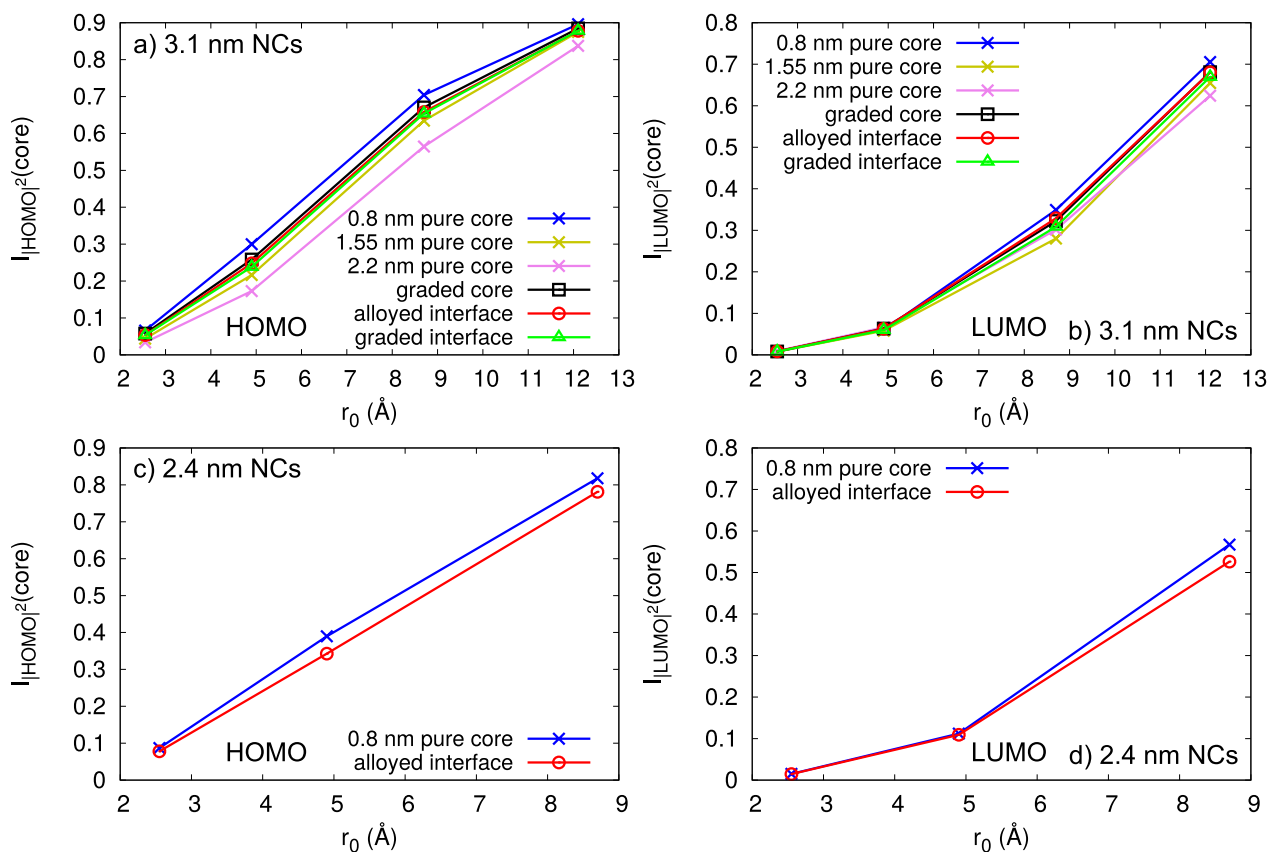 a) 3.1 nm NCs
I|HOMO|²(core)
0.9
0.8
0.7
0.6
0.5
0.4
0.3
0.2
0.1
0
0.8 nm pure core
1.55 nm pure core
2.2 nm pure core
graded core
alloyed interface
graded interface
HOMO
2 3 4 5 6 7 8 9 10 11 12 13
r0 (Å)
I|LUMO|²(core)
0.8
0.7
0.6
0.5
0.4
0.3
0.2
0.1
0
0.8 nm pure core
1.55 nm pure core
2.2 nm pure core
graded core
alloyed interface
graded interface
LUMO
b) 3.1 nm NCs
2 3 4 5 6 7 8 9 10 11 12 13
r0 (Å)
c) 2.4 nm NCs
I|HOMO|²(core)
0.9
0.8
0.7
0.6
0.5
0.4
0.3
0.2
0.1
0
HOMO
0.8 nm pure core
alloyed interface
2 3 4 5 6 7 8 9
r0 (Å)
I|LUMO|²(core)
0.8
0.7
0.6
0.5
0.4
0.3
0.2
0.1
0
0.8 nm pure core
alloyed interface
LUMO
d) 2.4 nm NCs
2 3 4 5 6 7 8 9
r0 (Å)